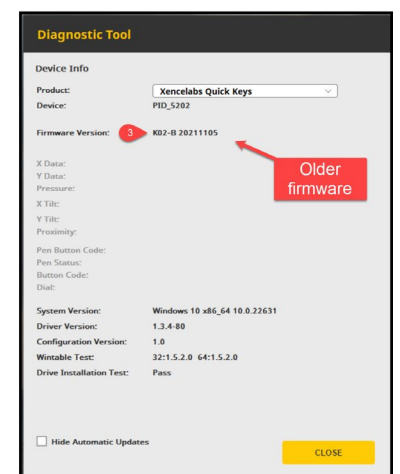 Diagnostic Tool
Device Info
Product: Xencelabs Quick Keys
Device: PID_5202
Firmware Version: 3 K02-B 20211105
Older
firmware
X Data:
Y Data:
Pressure:
X Tilt:
Y Tilt:
Proximity:
Pen Button Code:
Pen Status:
Button Code:
Dial:
System Version: Windows 10 x86_64 10.0.22631
Driver Version: 1.3.4-80
Configuration Version: 1.0
Wintable Test: 32:1.5.2.0 64:1.5.2.0
Drive Installation Test: Pass
Hide Automatic Updates
CLOSE